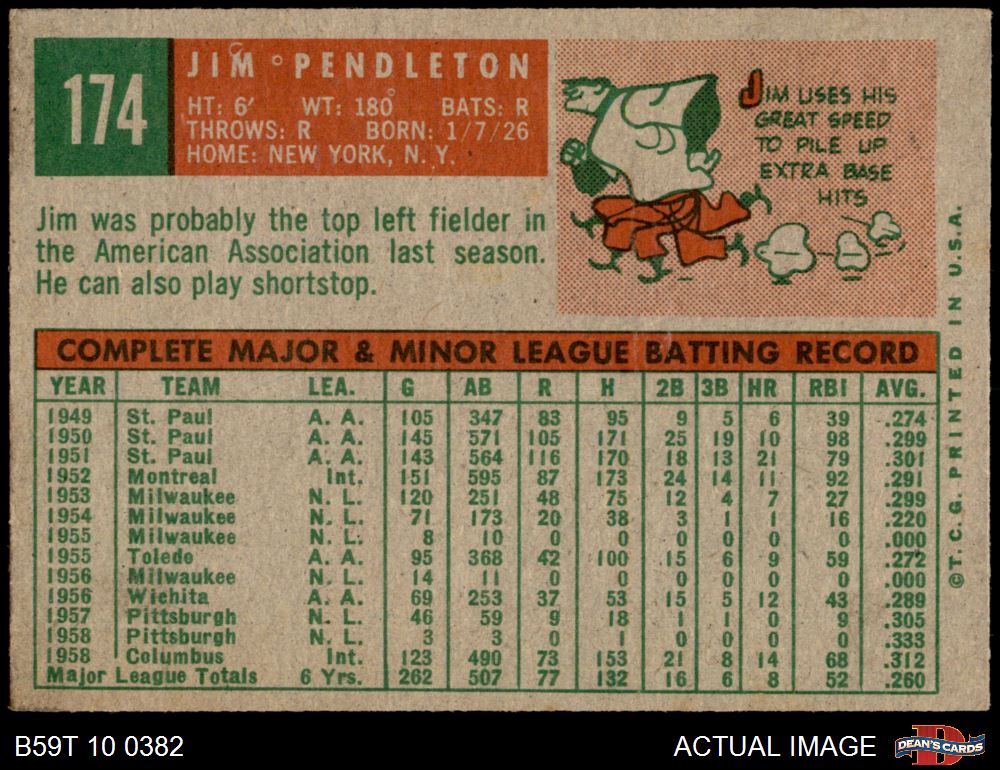 174
JIM PENDLETON
HT: 6' WT: 180 BATS: R
THROWS: R BORN: 1/7/26
HOME: NEW YORK, N. Y.
JIM USES HIS
GREAT SPEED
TO PILE UP
EXTRA BASE
HITS
Jim was probably the top left fielder in
the American Association last season.
He can also play shortstop.
COMPLETE MAJOR & MINOR LEAGUE BATTING RECORD
YEAR TEAM LEA. G AB R H 2B 3B HR RBI AVG.
1949 St. Paul A. A. 105 347 83 95 9 5 6 39 .274
1950 St. Paul A. A. 145 571 105 171 25 19 10 98 .299
1951 St. Paul A. A. 143 564 116 170 18 13 21 79 .301
1952 Montreal Int. 151 595 87 173 24 14 11 92 .291
1953 Milwaukee N. L. 120 251 48 75 12 4 7 27 .299
1954 Milwaukee N. L. 71 173 20 38 3 1 1 16 .220
1955 Milwaukee N. L. 8 10 0 0 0 0 0 0 .000
1955 Toledo A. A. 95 368 42 100 15 6 9 59 .272
1956 Milwaukee N. L. 14 11 0 0 0 0 0 0 .000
1956 Wichita A. A. 69 253 37 53 15 5 12 43 .289
1957 Pittsburgh N. L. 46 59 9 18 1 1 0 9 .305
1958 Pittsburgh N. L. 3 3 0 1 0 0 0 0 .333
1958 Columbus Int. 123 490 73 153 21 8 14 68 .312
Major League Totals 6 Yrs. 262 507 77 132 16 6 8 52 .260
©T. C. G. PRINTED IN U.S.A.
B59T 10 0382
ACTUAL IMAGE
D
DEAN'S CARDS